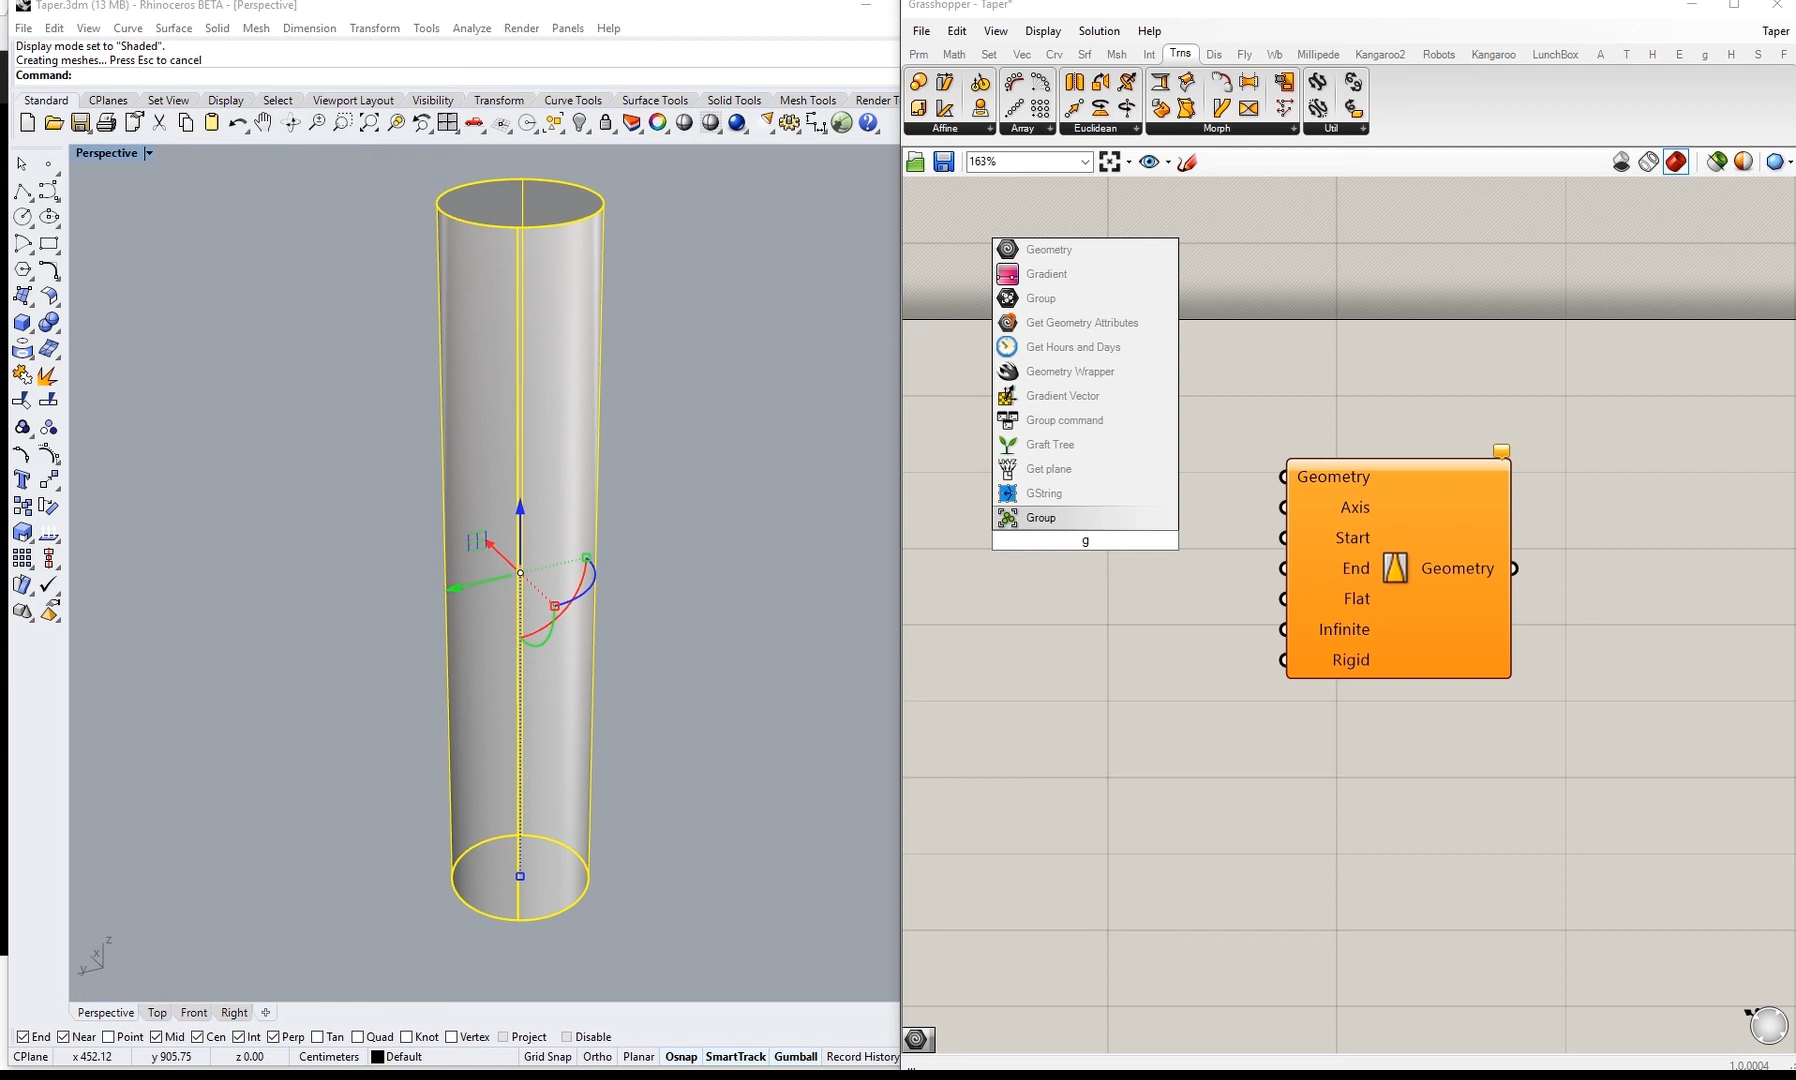 Taper.3dm (13 MB) - Rhinoceros BETA - [Perspective]
File Edit View Curve Surface Solid Mesh Dimension Transform Tools Analyze Render Panels Help
Display mode set to "Shaded".
Creating meshes... Press Esc to cancel
Command:
Standard CPlanes Set View Display Select Viewport Layout Visibility Transform Curve Tools Surface Tools Solid Tools Mesh Tools Render T
Perspective
z
x
y
Perspective Top Front Right
End Near Point Mid Cen Int Perp Tan Quad Knot Vertex Project Disable
CPlane x 452.12 y 905.75 z 0.00 Centimeters Default Grid Snap Ortho Planar Osnap SmartTrack Gumball Record History
Grasshopper - Taper*
File Edit View Display Solution Help Taper
Prm Math Set Vec Crv Srf Msh Int Trns Dis Fly Wb Millipede Kangaroo2 Robots Kangaroo LunchBox A T H E g H S F
Affine Array Euclidean Morph Util
163%
Geometry
Gradient
Group
Get Geometry Attributes
Get Hours and Days
Geometry Wrapper
Gradient Vector
Group command
Graft Tree
Get plane
GString
Group
g
Geometry
Axis
Start
End Geometry
Flat
Infinite
Rigid
...
1.0.0004